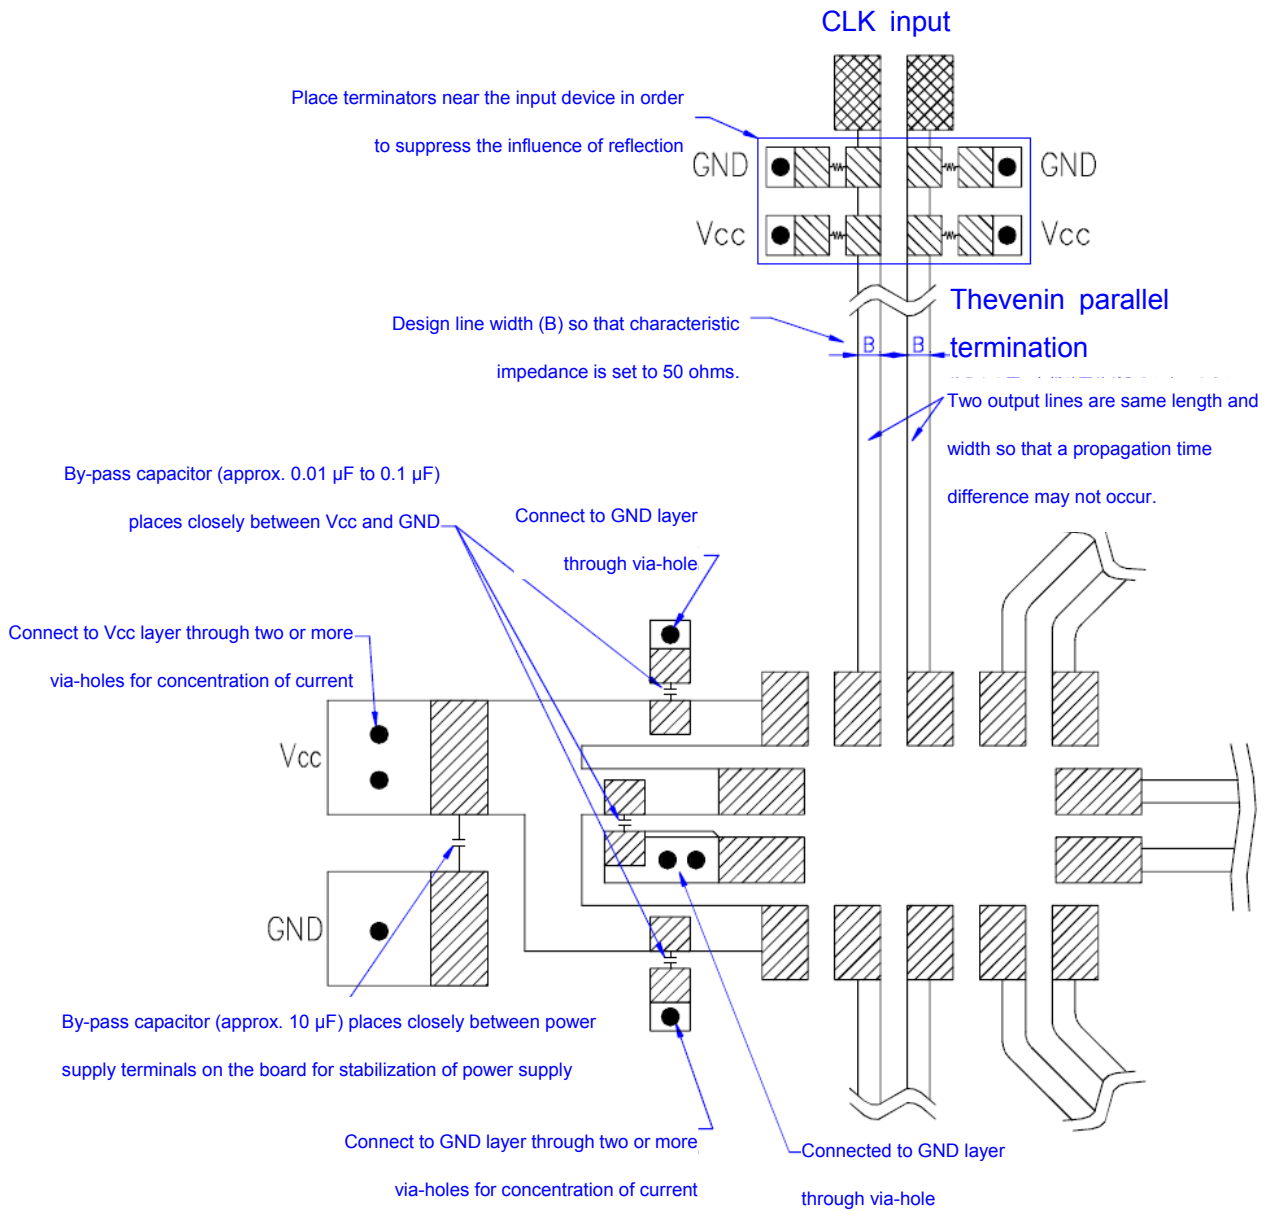 CLK input
Place terminators near the input device in order
to suppress the influence of reflection
GND
GND
Vcc
Vcc
Thevenin parallel
termination
Design line width (B) so that characteristic
impedance is set to 50 ohms.
B
B
Two output lines are same length and
width so that a propagation time
difference may not occur.
By-pass capacitor (approx. 0.01 µF to 0.1 µF)
places closely between Vcc and GND
Connect to GND layer
through via-hole
Connect to Vcc layer through two or more
via-holes for concentration of current
Vcc
GND
By-pass capacitor (approx. 10 µF) places closely between power
supply terminals on the board for stabilization of power supply
Connect to GND layer through two or more
via-holes for concentration of current
Connected to GND layer
through via-hole